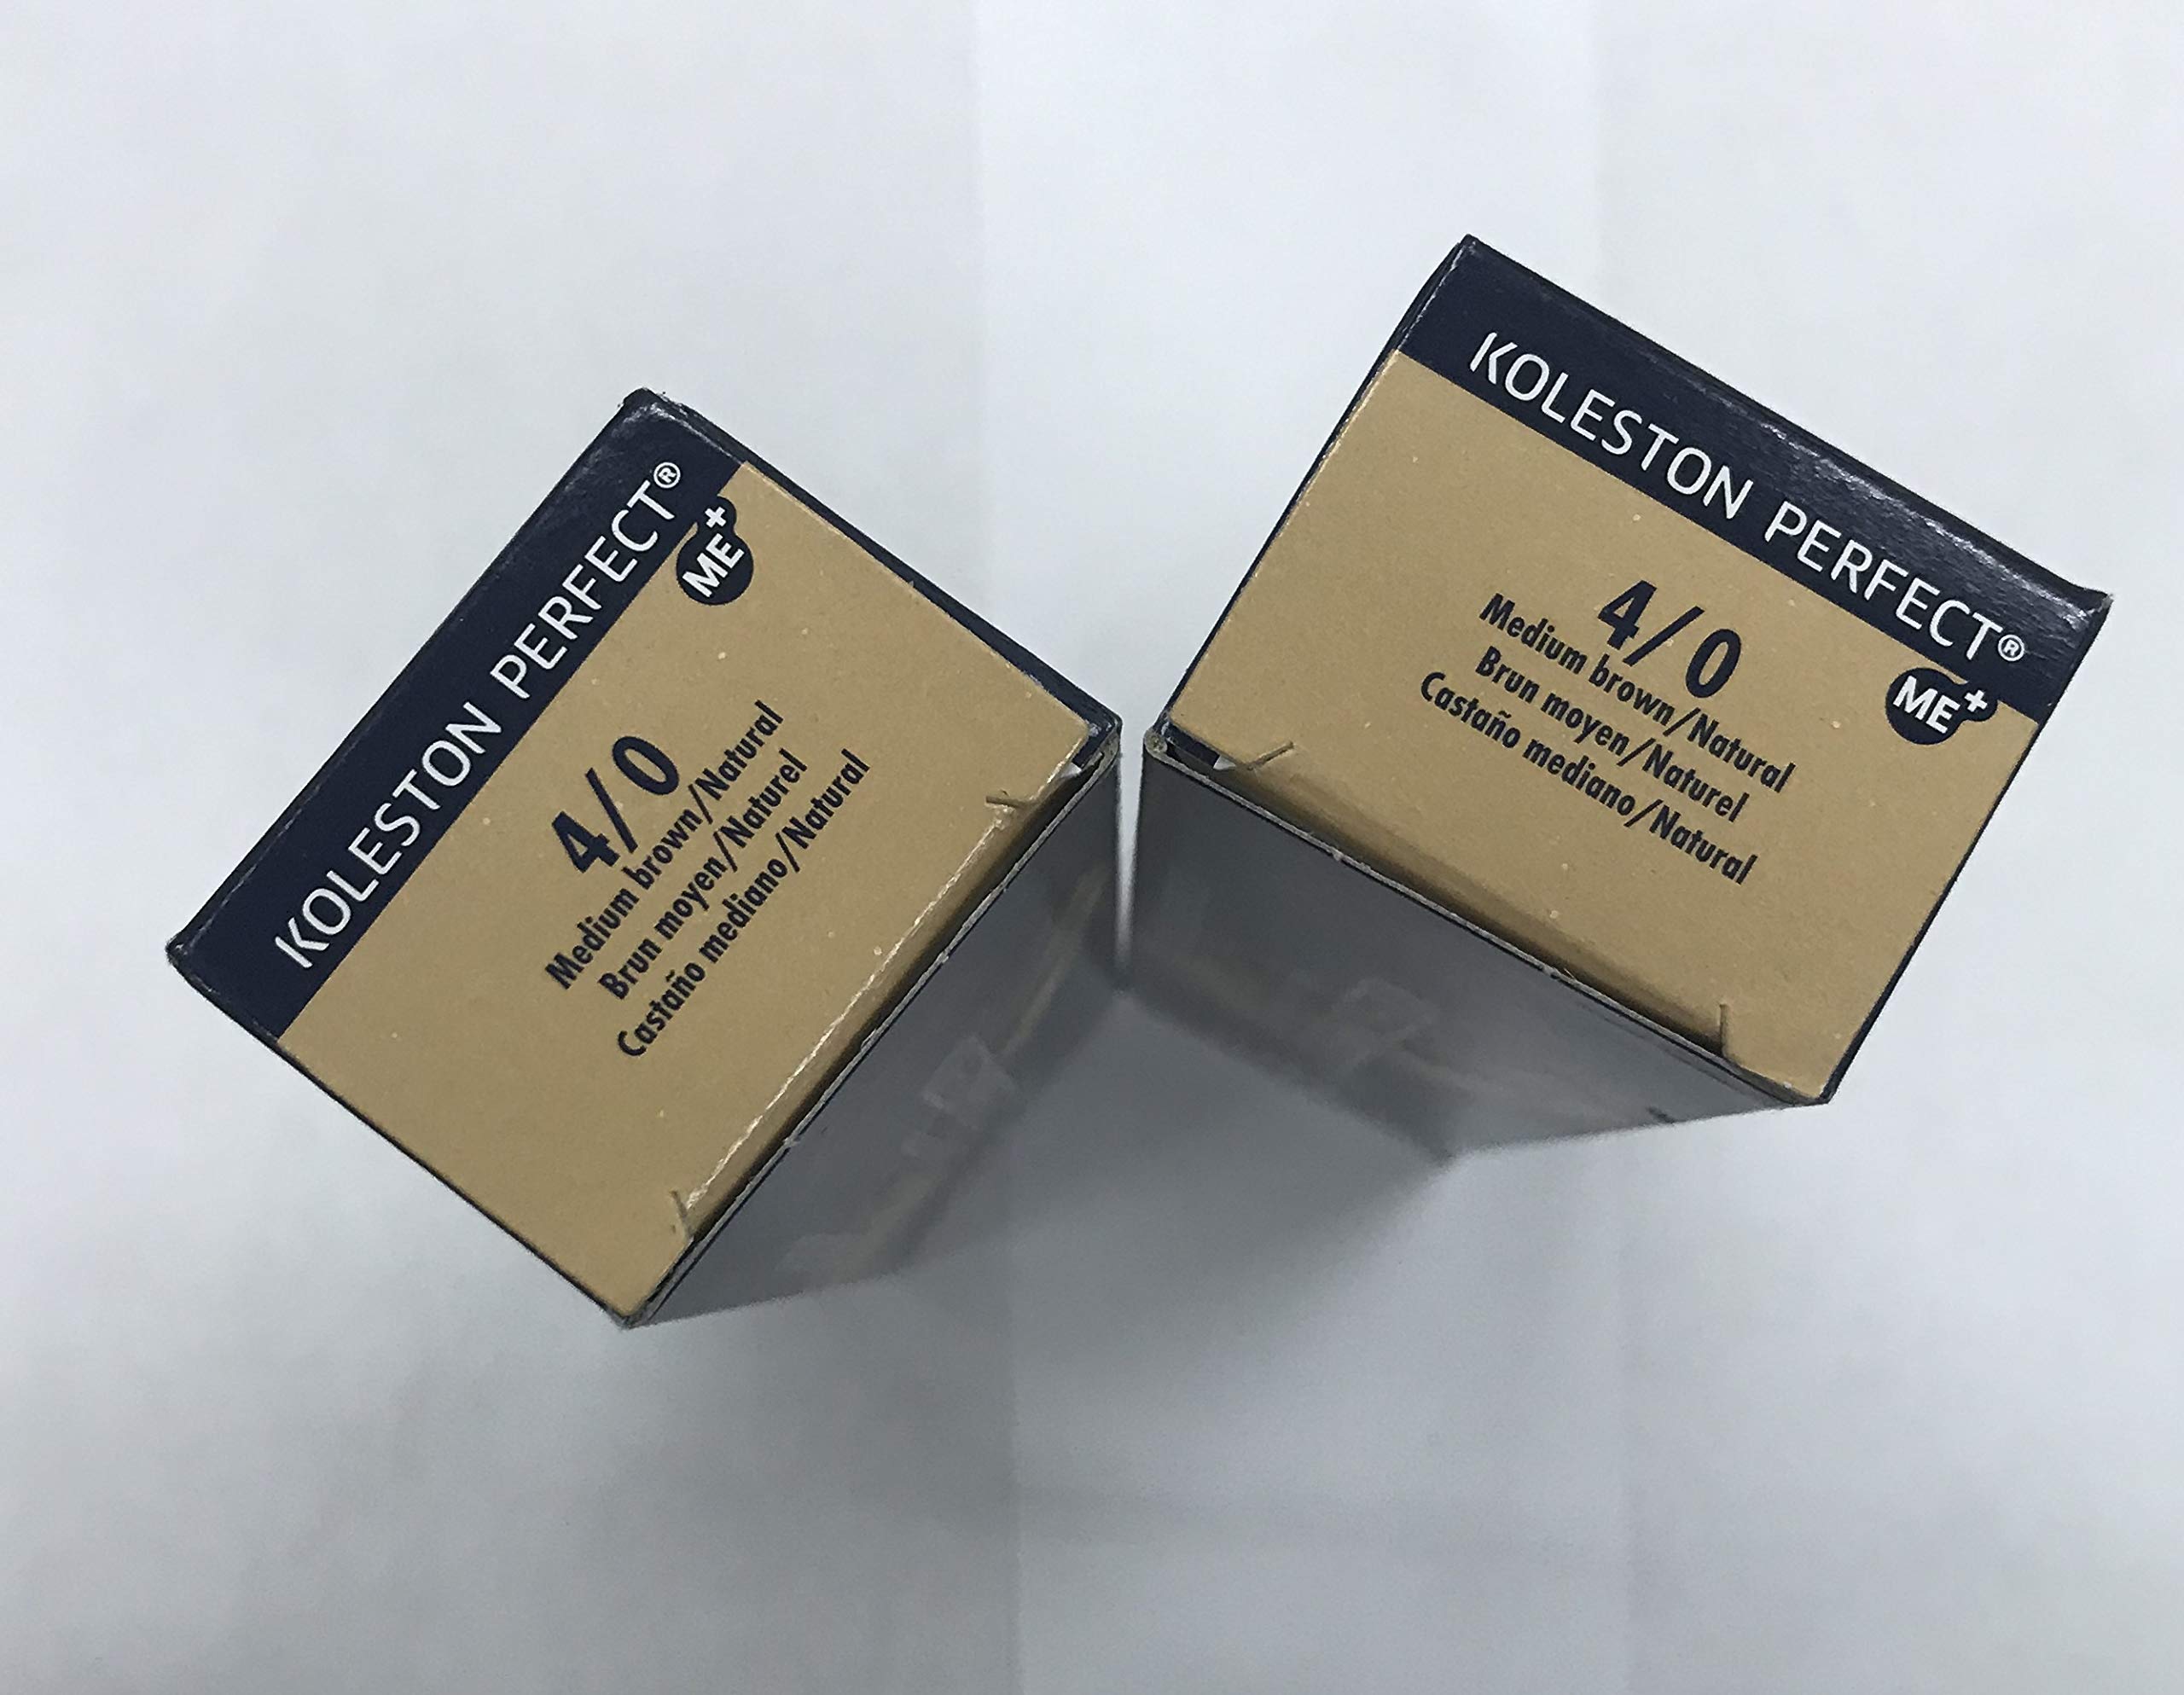 KOLESTON PERFECT®
ME+
4/0
Medium brown/Natural
Brun moyen/Naturel
Castaño mediano/Natural
KOLESTON PERFECT®
ME+
4/0
Medium brown/Natural
Brun moyen/Naturel
Castaño mediano/Natural